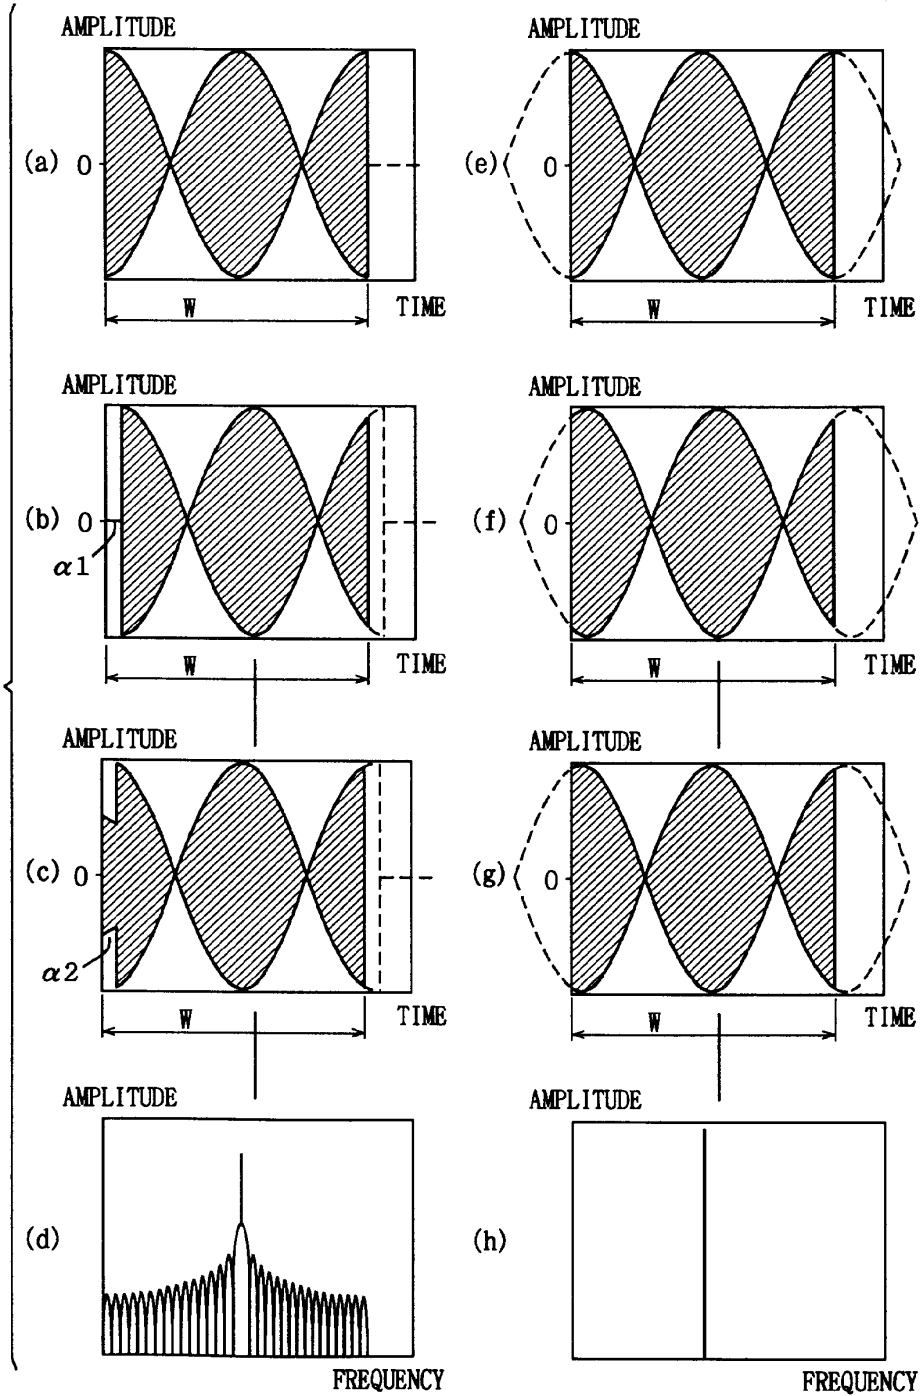 AMPLITUDE
(a) 0
W
TIME
AMPLITUDE
(b) 0
α1
W
TIME
AMPLITUDE
(c) 0
α2
W
TIME
AMPLITUDE
(d)
FREQUENCY
AMPLITUDE
(e) 0
W
TIME
AMPLITUDE
(f) 0
W
TIME
AMPLITUDE
(g) 0
W
TIME
AMPLITUDE
(h)
FREQUENCY